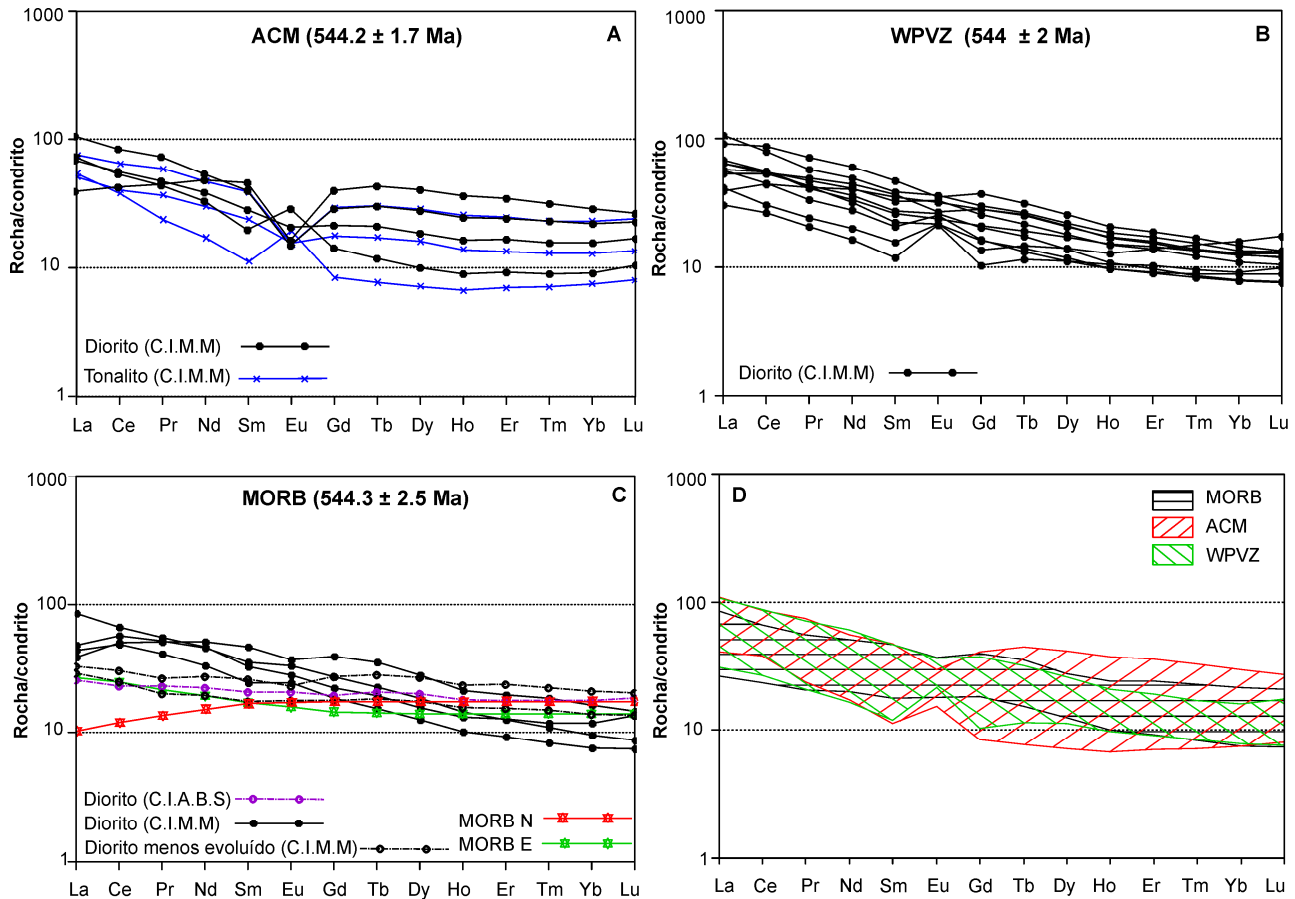 ACM (544.2 ± 1.7 Ma)
A
Rocha/condrito
1000
100
10
1
Diorito (C.I.M.M)
Tonalito (C.I.M.M)
La Ce Pr Nd Sm Eu Gd Tb Dy Ho Er Tm Yb Lu
WPVZ (544 ± 2 Ma)
B
Rocha/condrito
1000
100
10
1
Diorito (C.I.M.M)
La Ce Pr Nd Sm Eu Gd Tb Dy Ho Er Tm Yb Lu
MORB (544.3 ± 2.5 Ma)
C
Rocha/condrito
1000
100
10
1
Diorito (C.I.A.B.S)
Diorito (C.I.M.M)
Diorito menos evoluído (C.I.M.M)
MORB N
MORB E
La Ce Pr Nd Sm Eu Gd Tb Dy Ho Er Tm Yb Lu
D
MORB
ACM
WPVZ
Rocha/condrito
1000
100
10
1
La Ce Pr Nd Sm Eu Gd Tb Dy Ho Er Tm Yb Lu